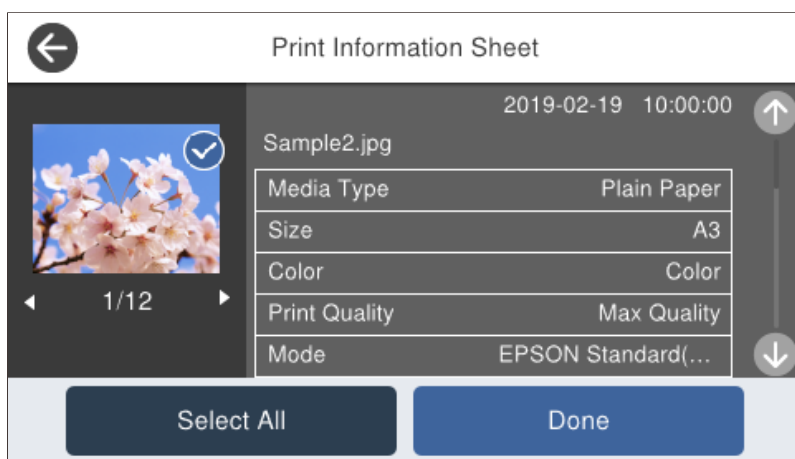 Print Information Sheet
2019-02-19 10:00:00
Sample2.jpg
Media Type Plain Paper
Size A3
Color Color
1/12
Print Quality Max Quality
Mode EPSON Standard(...
Select All Done